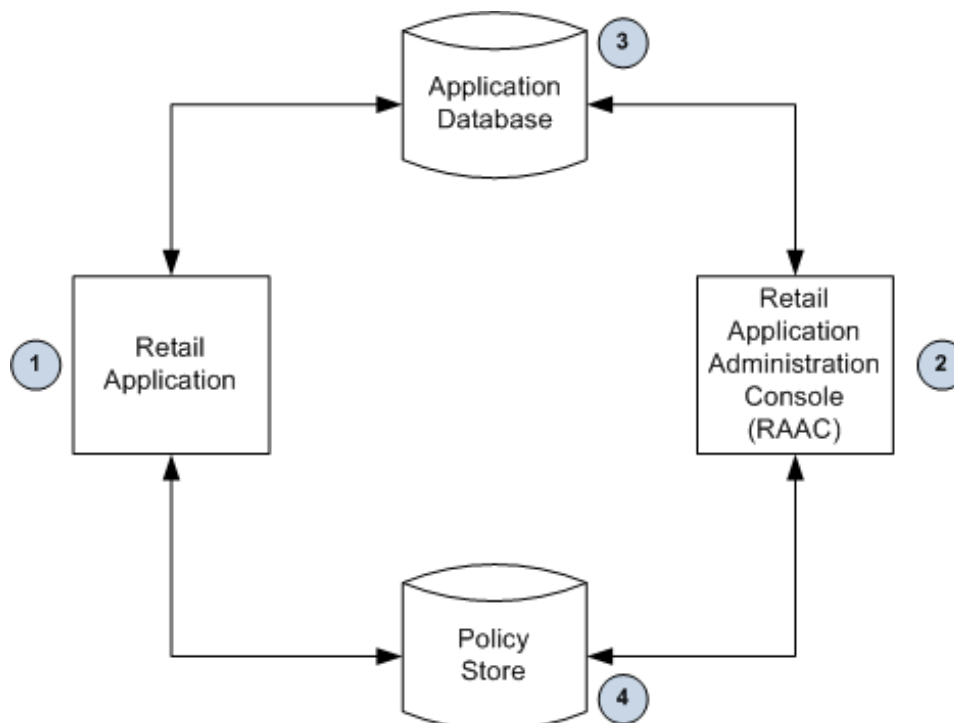 3
Application
Database
1
Retail
Application
Retail
Application
Administration
Console
(RAAC)
2
Policy
Store
4